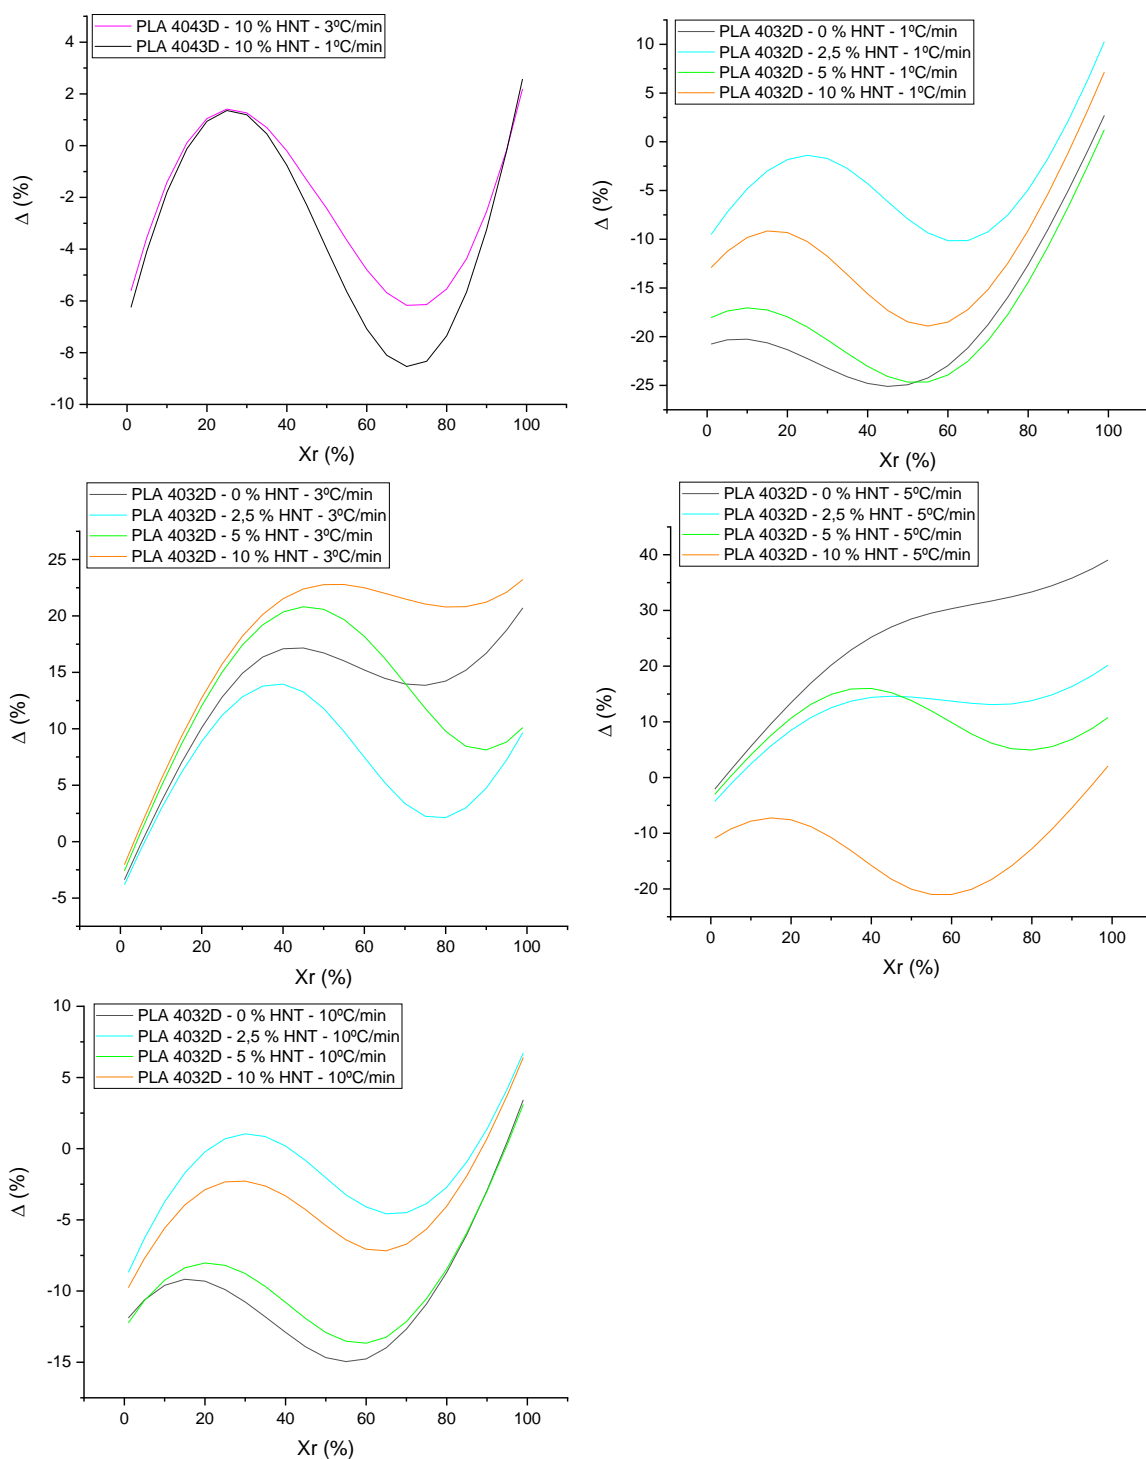 PLA 4043D - 10 % HNT - 3ºC/min
PLA 4043D - 10 % HNT - 1ºC/min
4
2
0
-2
-4
-6
-8
-10
Δ (%)
0 20 40 60 80 100
Xr (%)
PLA 4032D - 0 % HNT - 1ºC/min
PLA 4032D - 2,5 % HNT - 1ºC/min
PLA 4032D - 5 % HNT - 1ºC/min
PLA 4032D - 10 % HNT - 1ºC/min
10
5
0
-5
-10
-15
-20
-25
Δ (%)
0 20 40 60 80 100
Xr (%)
PLA 4032D - 0 % HNT - 3ºC/min
PLA 4032D - 2,5 % HNT - 3ºC/min
PLA 4032D - 5 % HNT - 3ºC/min
PLA 4032D - 10 % HNT - 3ºC/min
25
20
15
10
5
0
-5
Δ (%)
0 20 40 60 80 100
Xr (%)
PLA 4032D - 0 % HNT - 5ºC/min
PLA 4032D - 2,5 % HNT - 5ºC/min
PLA 4032D - 5 % HNT - 5ºC/min
PLA 4032D - 10 % HNT - 5ºC/min
40
30
20
10
0
-10
-20
Δ (%)
0 20 40 60 80 100
Xr (%)
PLA 4032D - 0 % HNT - 10ºC/min
PLA 4032D - 2,5 % HNT - 10ºC/min
PLA 4032D - 5 % HNT - 10ºC/min
PLA 4032D - 10 % HNT - 10ºC/min
10
5
0
-5
-10
-15
Δ (%)
0 20 40 60 80 100
Xr (%)